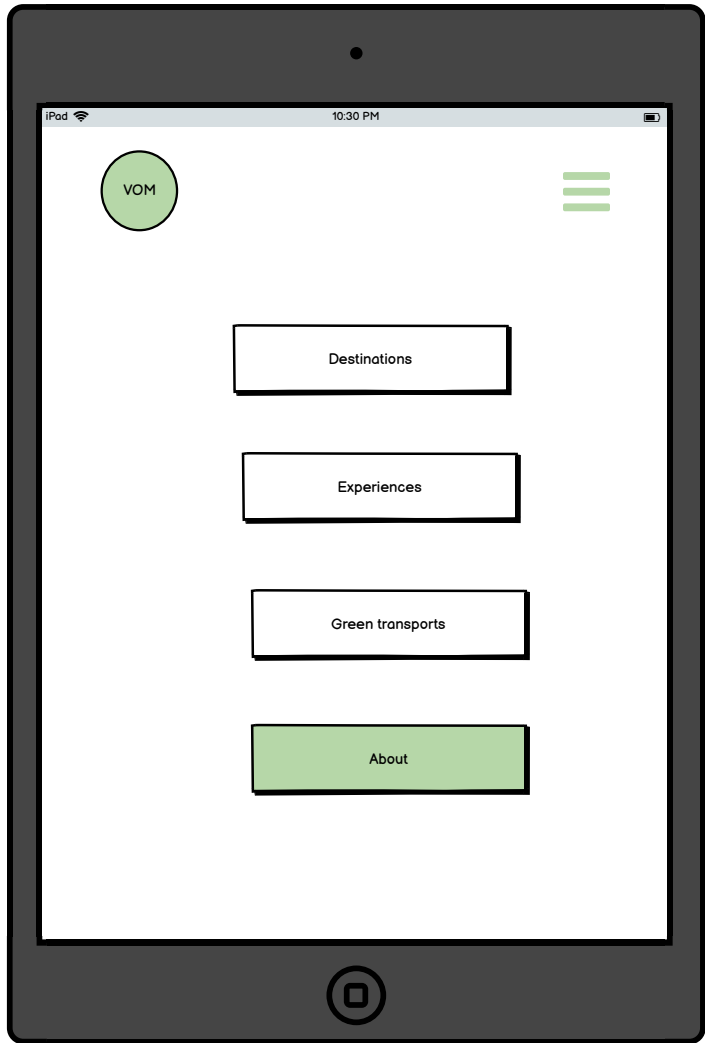 iPad 10:30 PM
VOM
Destinations
Experiences
Green transports
About